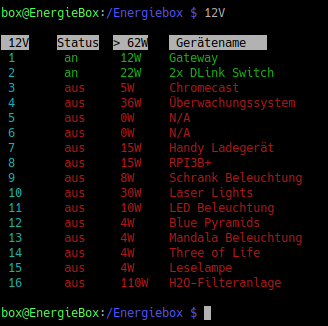 box@EnergieBox:/Energiebox $ 12V
12V Status > 62W Gerätename
1 an 12W Gateway
2 an 22W 2x DLink Switch
3 aus 5W Chromecast
4 aus 36W Überwachungssystem
5 aus 0W N/A
6 aus 0W N/A
7 aus 15W Handy Ladegerät
8 aus 15W RPI3B+
9 aus 8W Schrank Beleuchtung
10 aus 30W Laser Lights
11 aus 10W LED Beleuchtung
12 aus 4W Blue Pyramids
13 aus 4W Mandala Beleuchtung
14 aus 4W Three of Life
15 aus 4W Leselampe
16 aus 110W H2O-Filteranlage
box@EnergieBox:/Energiebox $